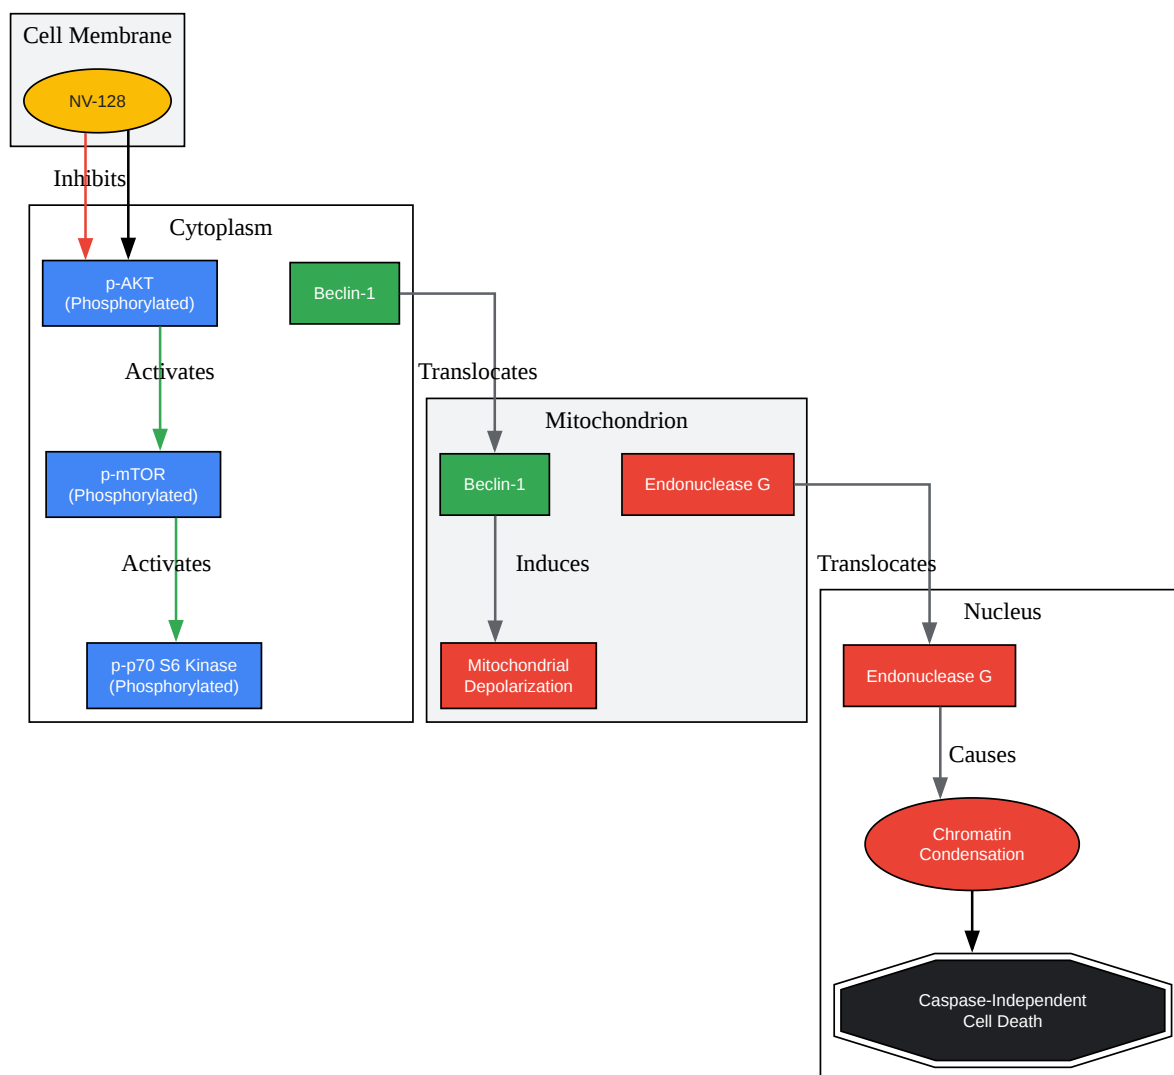 Cell Membrane
NV-128
Inhibits
Cytoplasm
p-AKT
(Phosphorylated)
Beclin-1
Activates
Translocates
Mitochondrion
p-mTOR
(Phosphorylated)
Beclin-1
Endonuclease G
Activates
Induces
Translocates
Nucleus
p-p70 S6 Kinase
(Phosphorylated)
Mitochondrial
Depolarization
Endonuclease G
Causes
Chromatin
Condensation
Caspase-Independent
Cell Death